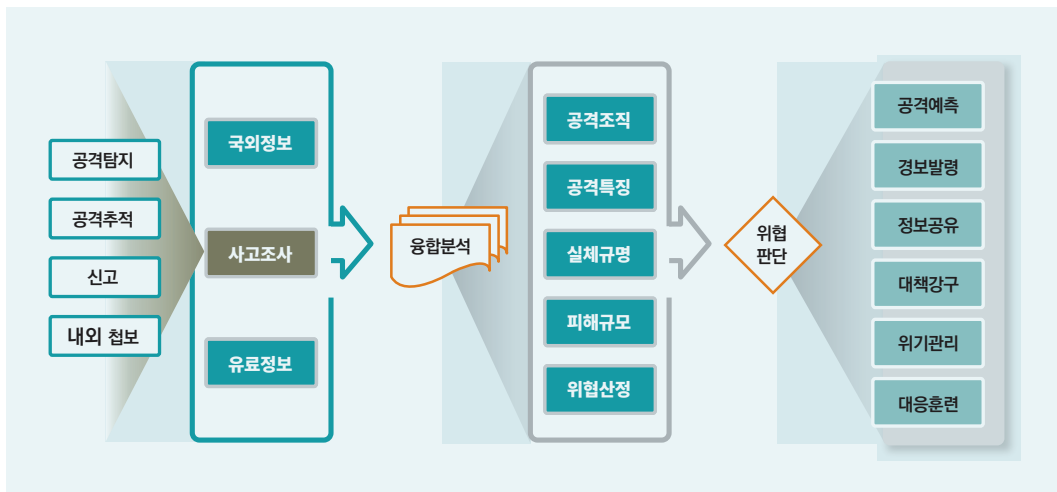 공격탐지
공격추적
신고
내외 첩보
국외정보
사고조사
유료정보
융합분석
공격조직
공격특징
실체규명
피해규모
위협산정
위협
판단
공격예측
경보발령
정보공유
대책강구
위기관리
대응훈련